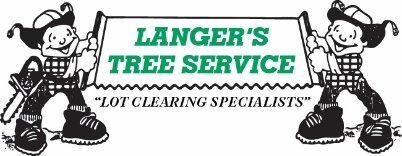 LANGER'S
TREE SERVICE
"LOT CLEARING SPECIALISTS"